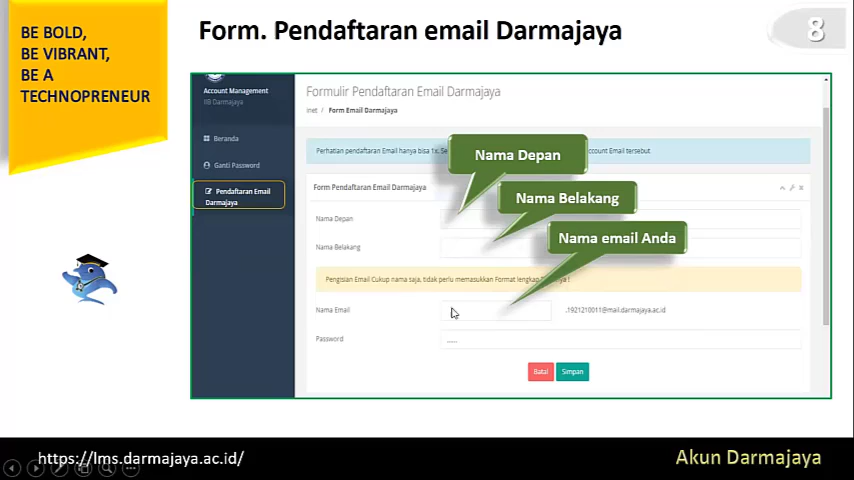 BE BOLD,
BE VIBRANT,
BE A
TECHNOPRENEUR
Form. Pendaftaran email Darmajaya
8
Account Management
IIB Darmajaya
Beranda
Ganti Password
Pendaftaran Email
Darmajaya
Formulir Pendaftaran Email Darmajaya
inet / Form Email Darmajaya
Perhatian pendaftaran Email hanya bisa 1x. account Email tersebut
Nama Depan
Form Pendaftaran Email Darmajaya
Nama Belakang
Nama Depan
Nama email Anda
Nama Belakang
Pengisian Email Cukup nama saja, tidak perlu memasukkan Format lengkap !
Nama Email
.1921210011@mail.darmajaya.ac.id
Password
......
Batal
Simpan
https://lms.darmajaya.ac.id/
Akun Darmajaya